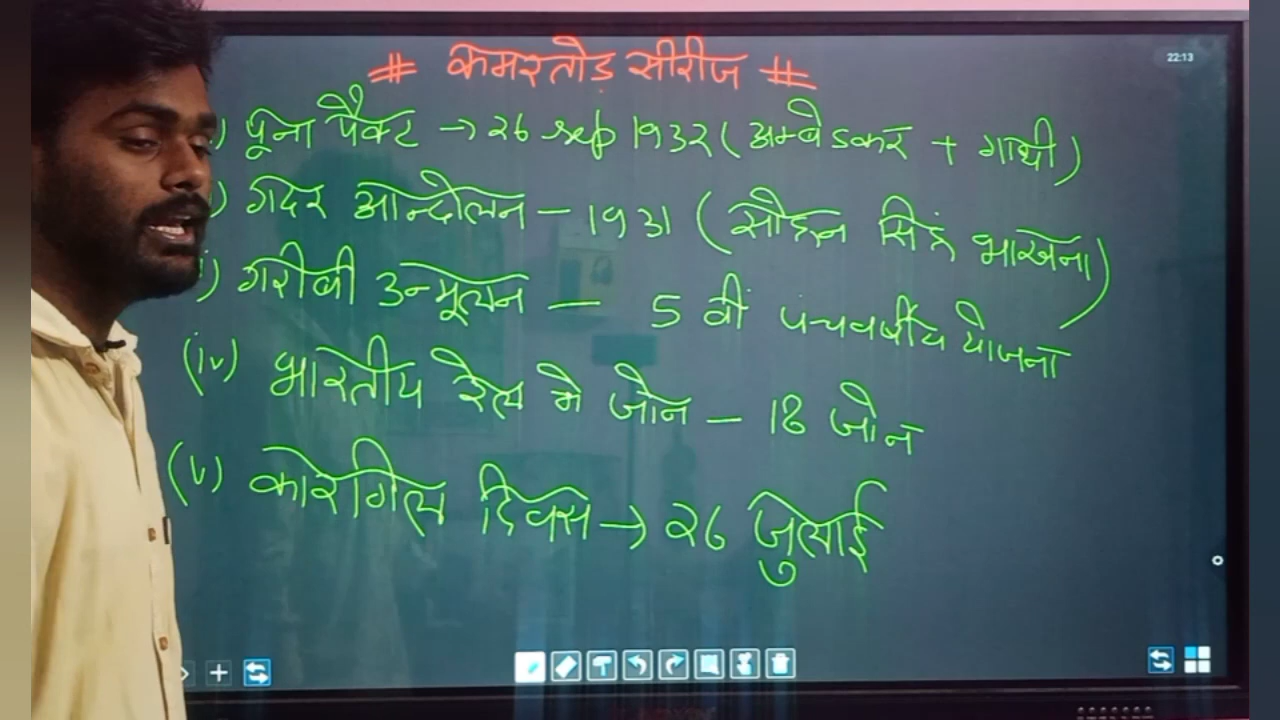 # कमरतोड़ सीरीज # 22:13
) पूना पैक्ट → 26 sep 1932 (अम्बेडकर + गांधी)
) गदर आन्दोलन – 1931 (सोहन सिंह भाखना)
i) गरीबी उन्मूलन – 5 वीं पंचवर्षीय योजना
(iv) भारतीय रेल मे जोन – 18 जोन
(v) कारगिल दिवस → 26 जुलाई